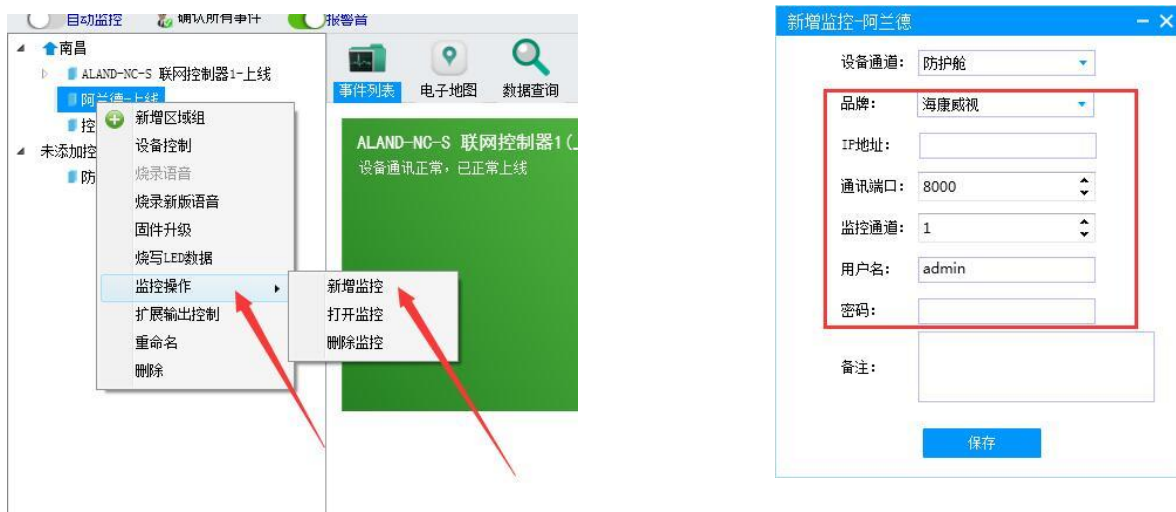 自动监控
确认所有事件
报警音
南昌
ALAND-NC-S 联网控制器1-上线
阿兰德-上线
控
未添加控
防
新增区域组
设备控制
烧录语音
烧录新版语音
固件升级
烧写LED数据
监控操作
扩展输出控制
重命名
删除
新增监控
打开监控
删除监控
事件列表
电子地图
数据查询
ALAND-NC-S 联网控制器1(
设备通讯正常，已正常上线
新增监控-阿兰德
设备通道： 防护舱
品牌： 海康威视
IP地址：
通讯端口： 8000
监控通道： 1
用户名： admin
密码：
备注：
保存